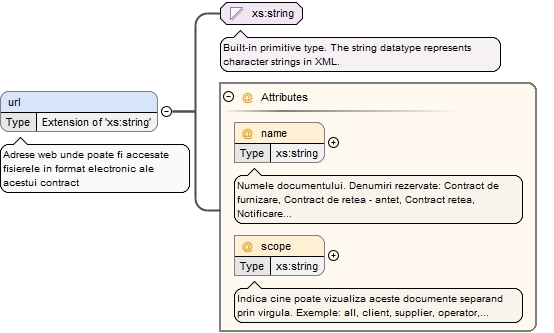 xs:string
Built-in primitive type. The string datatype represents
character strings in XML.
url
Type Extension of 'xs:string'
Adrese web unde poate fi accesate
fisierele in format electronic ale
acestui contract
@ Attributes
@ name
Type xs:string
Numele documentului. Denumiri rezervate: Contract de
furnizare, Contract de retea - antet, Contract retea,
Notificare...
@ scope
Type xs:string
Indica cine poate vizualiza aceste documente separand
prin virgula. Exemple: all, client, supplier, operator,...